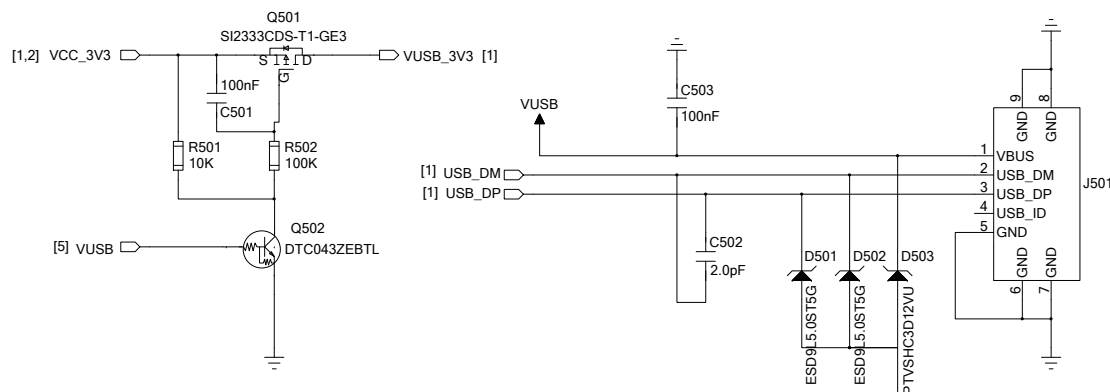 Q501
SI2333CDS-T1-GE3
[1,2] VCC_3V3
S
D
G
VUSB_3V3 [1]
100nF
C501
R501
10K
R502
100K
Q502
DTC043ZEBTL
[5] VUSB
C503
100nF
VUSB
[1] USB_DM
[1] USB_DP
C502
2.0pF
D501
D502
D503
ESD9L5.0ST5G
ESD9L5.0ST5G
PTVSHC3D12VU
9
8
GND
GND
1
VBUS
2
USB_DM
3
USB_DP
4
USB_ID
5
GND
J501
GND
GND
6
7